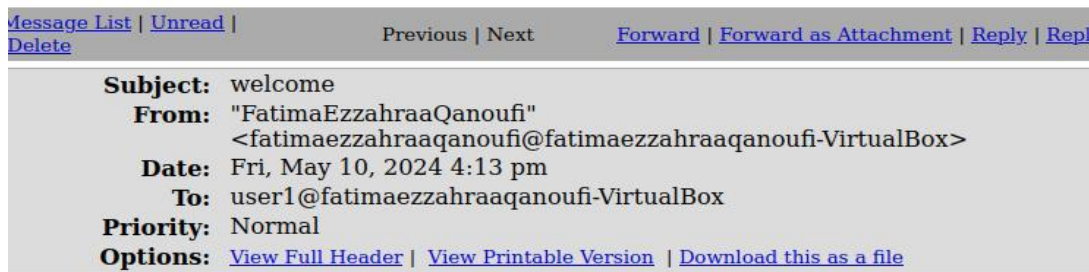 Message List | Unread |
Delete
Previous | Next
Forward | Forward as Attachment | Reply |
Subject: welcome
From: "FatimaEzzahraaQanoufi"
<fatimaezzahraaqanoufi@fatimaezzahraaqanoufi-VirtualBox>
Date: Fri, May 10, 2024 4:13 pm
To: user1@fatimaezzahraaqanoufi-VirtualBox
Priority: Normal
Options: View Full Header | View Printable Version | Download this as a file